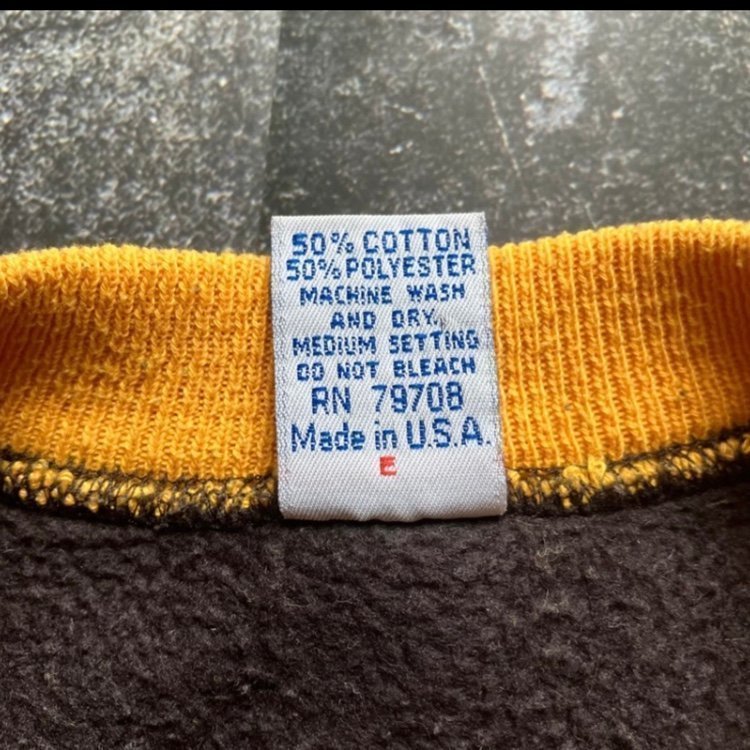 50% COTTON
50% POLYESTER
MACHINE WASH
AND DRY,
MEDIUM SETTING
DO NOT BLEACH
RN 79708
Made in U.S.A.
E